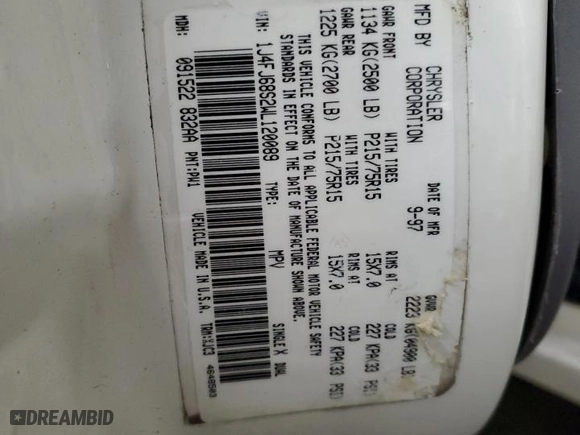 MFD BY CHRYSLER CORPORATION DATE OF MFR 9-97 GVWR 2223 KG(04900 LB)
GAWR FRONT WITH TIRES RIMS AT COLD
1134 KG(2500 LB) P215/75R15 15X7.0 227 KPA(33 PSI)
GAWR REAR WITH TIRES RIMS AT COLD
1225 KG(2700 LB) P215/75R15 15X7.0 227 KPA(33 PSI)
THIS VEHICLE CONFORMS TO ALL APPLICABLE FEDERAL MOTOR VEHICLE SAFETY
STANDARDS IN EFFECT ON THE DATE OF MANUFACTURE SHOWN ABOVE.
VIN: 1J4FJ68S2WL120089 TYPE: MPV SINGLE X DUAL
MDH: 091522 832AA PNT:PW1 VEHICLE MADE IN U.S.A. TRM:XJC3 4648503
DREAMBID